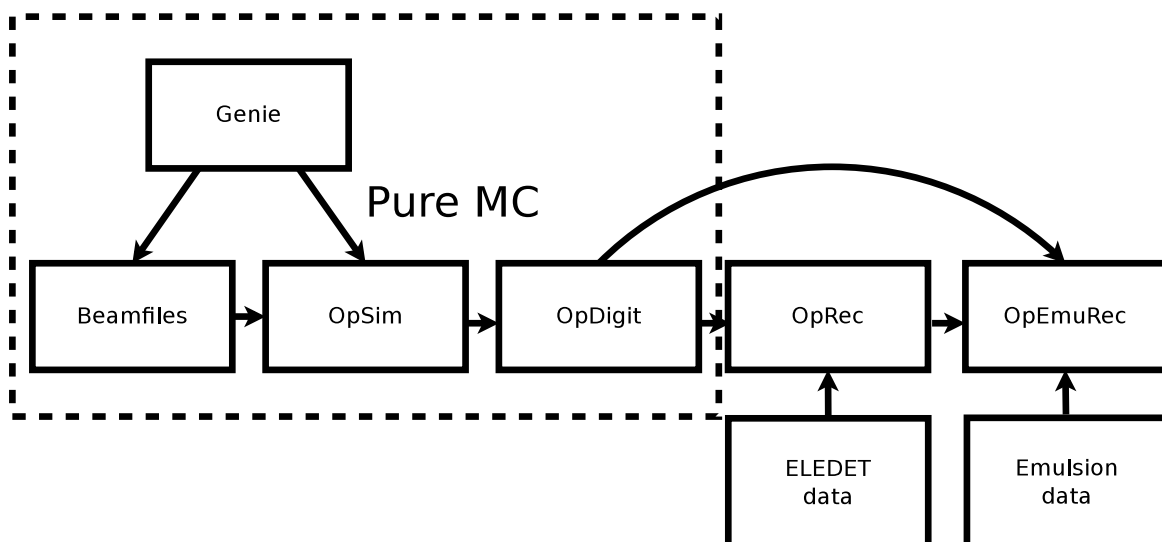 Genie
Pure MC
Beamfiles
OpSim
OpDigit
OpRec
OpEmuRec
ELEDET
data
Emulsion
data